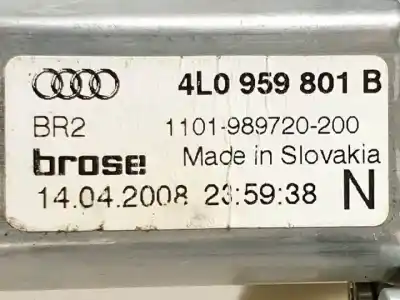 4L0 959 801 B
BR2 1101-989720-200
brose Made in Slovakia
14.04.2008 23:59:38 N